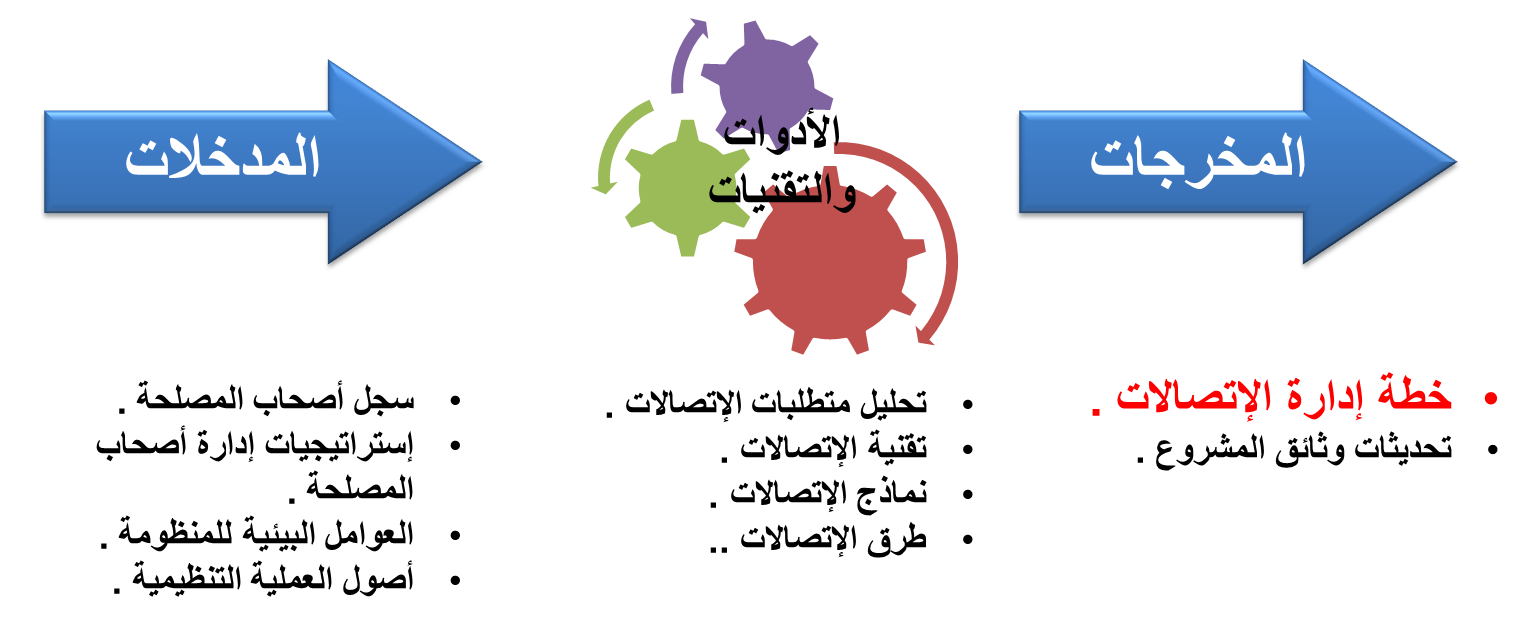 المدخلات
الأدوات
والتقنيات
المخرجات
• سجل أصحاب المصلحة .
• إستراتيجيات إدارة أصحاب
المصلحة .
• العوامل البيئية للمنظومة .
• أصول العملية التنظيمية .
• تحليل متطلبات الإتصالات .
• تقنية الإتصالات .
• نماذج الإتصالات .
• طرق الإتصالات ..
• خطة إدارة الإتصالات .
• تحديثات وثائق المشروع .